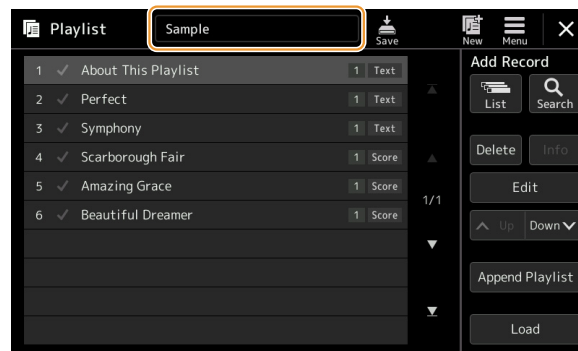 Playlist Sample Save New Menu
Add Record
1 About This Playlist 1 Text
List Search
2 Perfect 1 Text
3 Symphony 1 Text
Delete Info
4 Scarborough Fair 1 Score
5 Amazing Grace 1 Score
Edit
1/1
6 Beautiful Dreamer 1 Score
Up Down
Append Playlist
Load